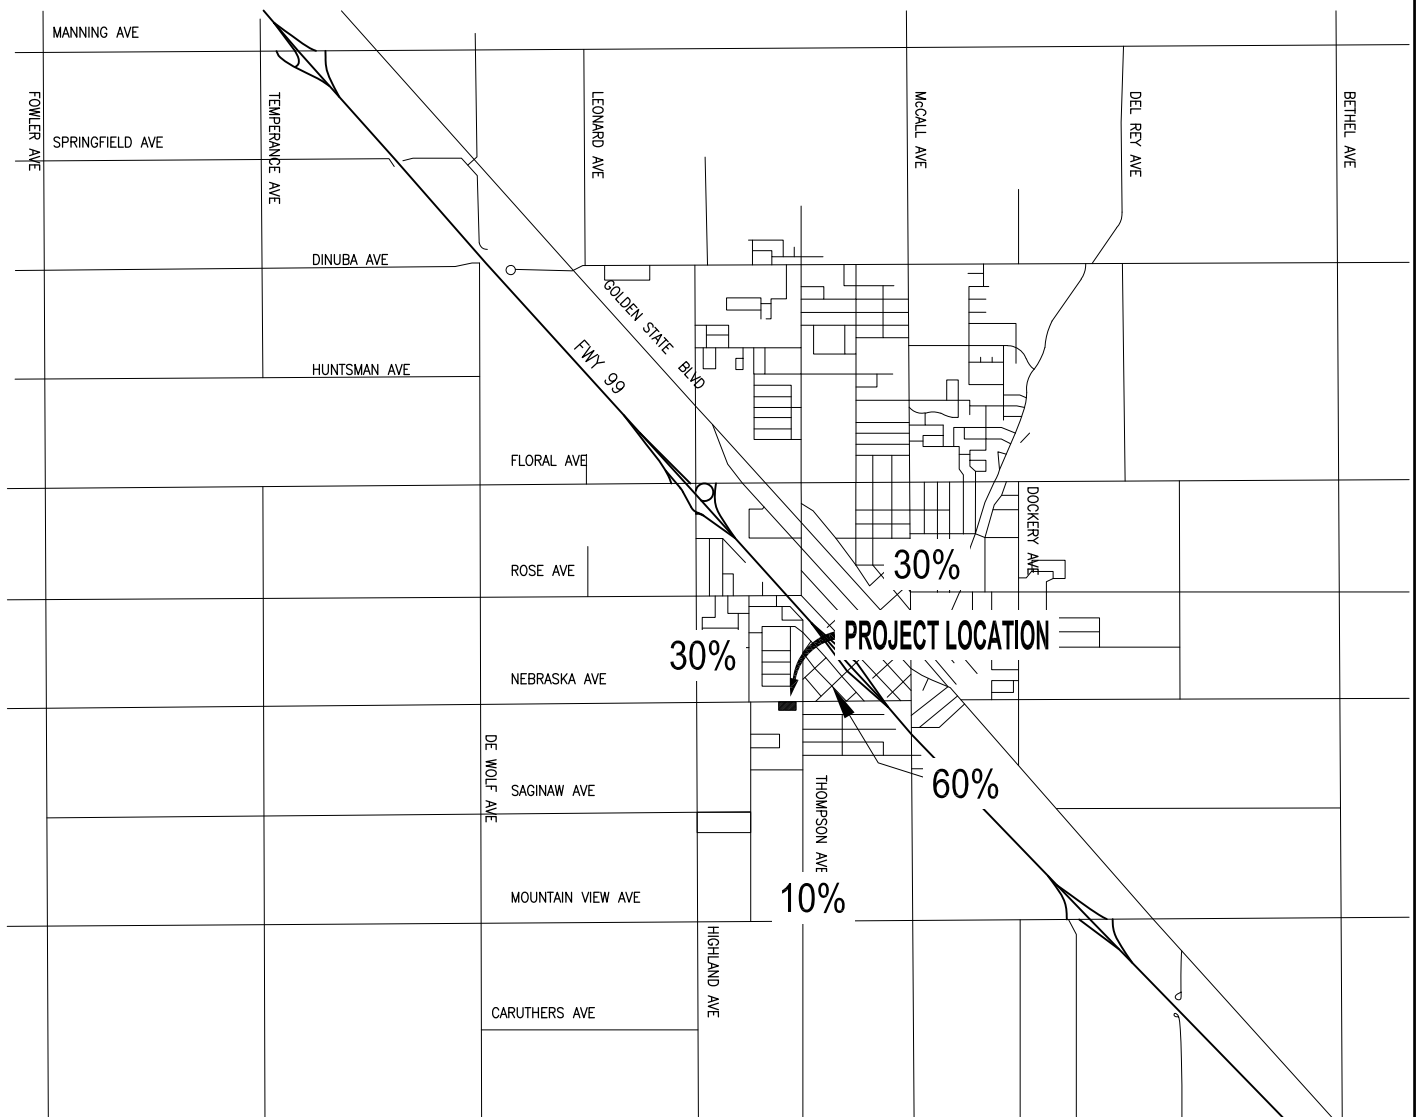 MANNING AVE
FOWLER AVE
TEMPERANCE AVE
LEONARD AVE
McCALL AVE
DEL REY AVE
BETHEL AVE
SPRINGFIELD AVE
DINUBA AVE
GOLDEN STATE BLVD
FWY 99
HUNTSMAN AVE
FLORAL AVE
DOCKERY AVE
ROSE AVE
30%
PROJECT LOCATION
30%
NEBRASKA AVE
DE WOLF AVE
SAGINAW AVE
THOMPSON AVE
60%
MOUNTAIN VIEW AVE
10%
HIGHLAND AVE
CARUTHERS AVE